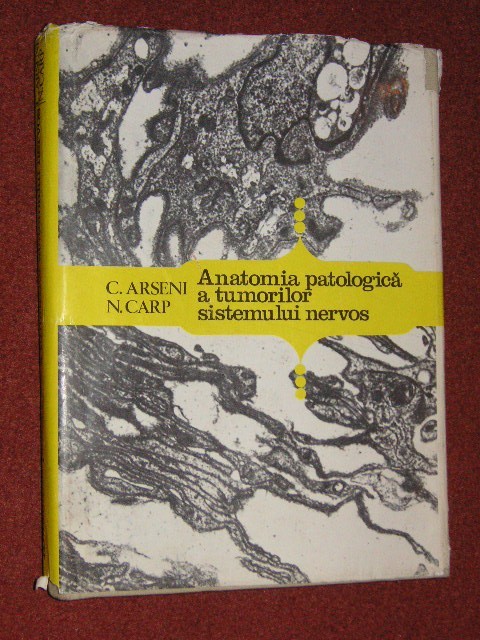 C. ARSENI
N. CARP
Anatomia patologică
a tumorilor
sistemului nervos